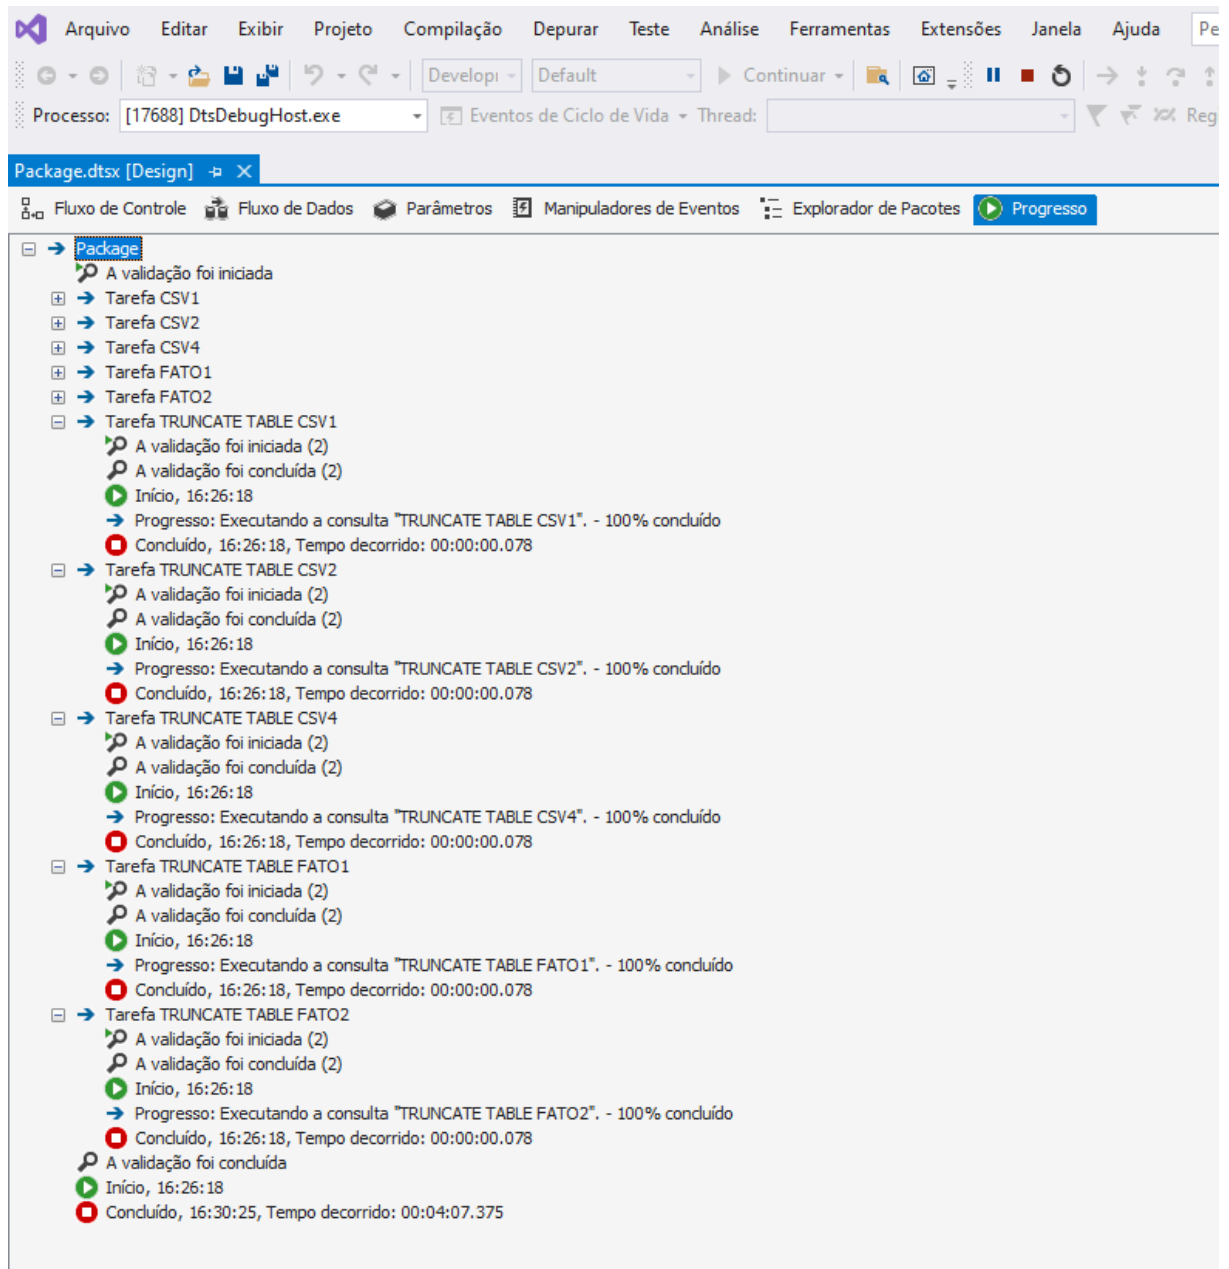 Arquivo Editar Exibir Projeto Compilação Depurar Teste Análise Ferramentas Extensões Janela Ajuda Pe
Develop Default Continuar
Processo: [17688] DtsDebugHost.exe Eventos de Ciclo de Vida Thread: Reg
Package.dtsx [Design]
Fluxo de Controle Fluxo de Dados Parâmetros Manipuladores de Eventos Explorador de Pacotes Progresso
Package
A validação foi iniciada
Tarefa CSV1
Tarefa CSV2
Tarefa CSV4
Tarefa FATO1
Tarefa FATO2
Tarefa TRUNCATE TABLE CSV1
A validação foi iniciada (2)
A validação foi concluída (2)
Início, 16:26:18
Progresso: Executando a consulta "TRUNCATE TABLE CSV1". - 100% concluído
Concluído, 16:26:18, Tempo decorrido: 00:00:00.078
Tarefa TRUNCATE TABLE CSV2
A validação foi iniciada (2)
A validação foi concluída (2)
Início, 16:26:18
Progresso: Executando a consulta "TRUNCATE TABLE CSV2". - 100% concluído
Concluído, 16:26:18, Tempo decorrido: 00:00:00.078
Tarefa TRUNCATE TABLE CSV4
A validação foi iniciada (2)
A validação foi concluída (2)
Início, 16:26:18
Progresso: Executando a consulta "TRUNCATE TABLE CSV4". - 100% concluído
Concluído, 16:26:18, Tempo decorrido: 00:00:00.078
Tarefa TRUNCATE TABLE FATO1
A validação foi iniciada (2)
A validação foi concluída (2)
Início, 16:26:18
Progresso: Executando a consulta "TRUNCATE TABLE FATO1". - 100% concluído
Concluído, 16:26:18, Tempo decorrido: 00:00:00.078
Tarefa TRUNCATE TABLE FATO2
A validação foi iniciada (2)
A validação foi concluída (2)
Início, 16:26:18
Progresso: Executando a consulta "TRUNCATE TABLE FATO2". - 100% concluído
Concluído, 16:26:18, Tempo decorrido: 00:00:00.078
A validação foi concluída
Início, 16:26:18
Concluído, 16:30:25, Tempo decorrido: 00:04:07.375